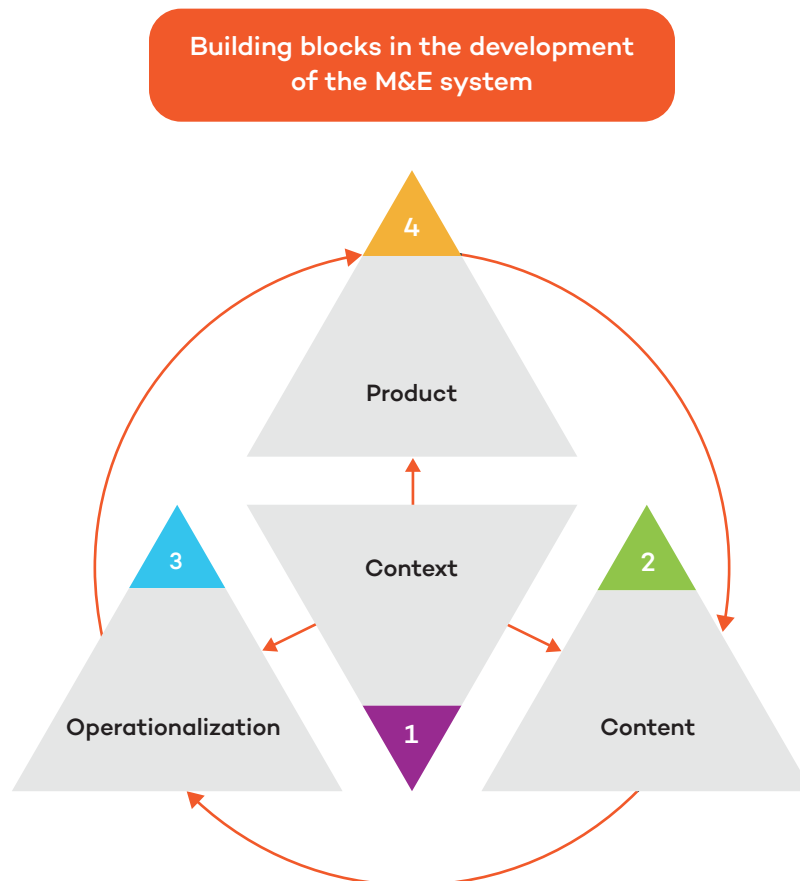 Building blocks in the development
of the M&E system
4
Product
3
Context
2
Operationalization
1
Content